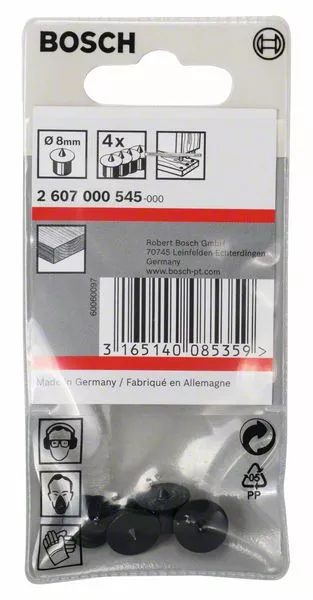 BOSCH
Ø 8mm
4x
2 607 000 545-000
Robert Bosch GmbH
70745 Leinfelden-Echterdingen
Germany
www.bosch-pt.com
60060097
3 165140 085359 >
Made in Germany / Fabriqué en Allemagne
05
PP